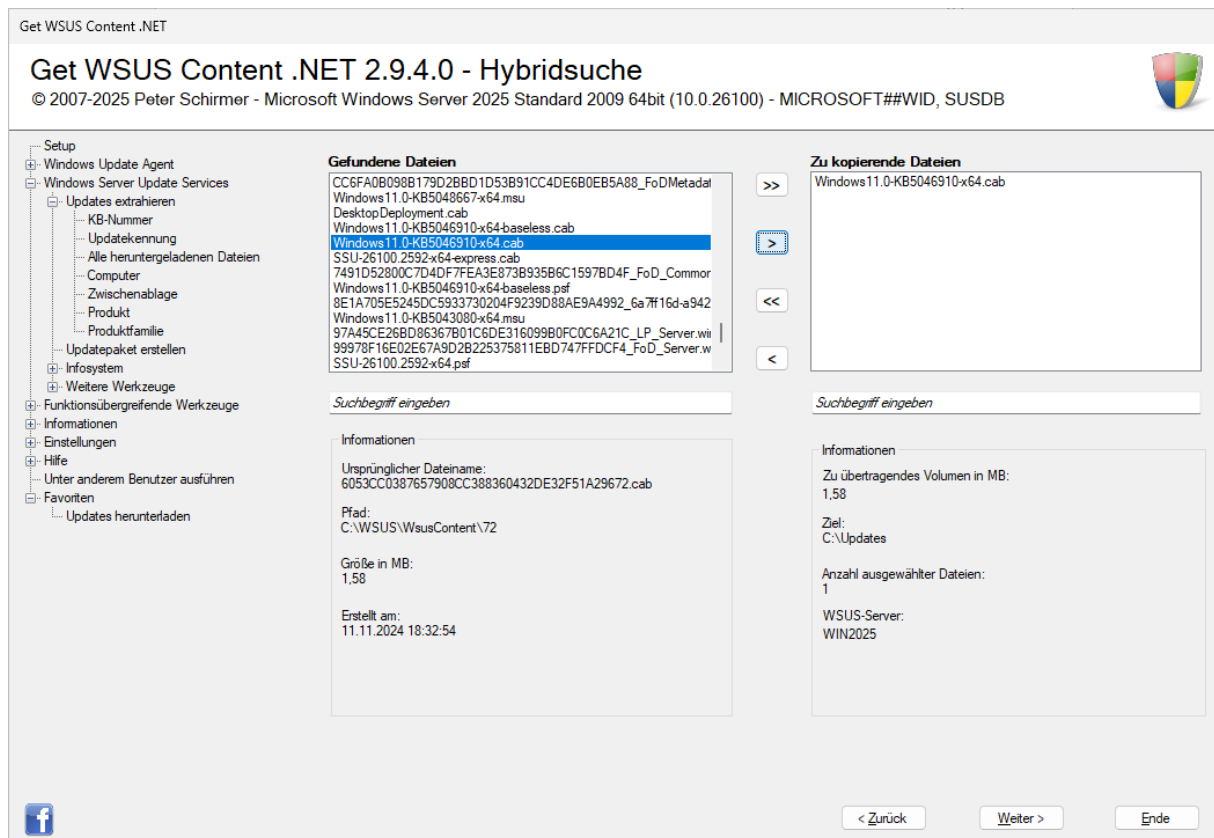 Get WSUS Content .NET
Get WSUS Content .NET 2.9.4.0 - Hybridsuche
© 2007-2025 Peter Schirmer - Microsoft Windows Server 2025 Standard 2009 64bit (10.0.26100) - MICROSOFT##WID, SUSDB
Setup
Windows Update Agent
Windows Server Update Services
Updates extrahieren
KB-Nummer
Updatekennung
Alle heruntergeladenen Dateien
Computer
Zwischenablage
Produkt
Produktfamilie
Updatepaket erstellen
Infosystem
Weitere Werkzeuge
Funktionsübergreifende Werkzeuge
Informationen
Einstellungen
Hilfe
Unter anderem Benutzer ausführen
Favoriten
Updates herunterladen
Gefundene Dateien
CC6FA0B098B179D2BBD1D53B91CC4DE6B0EB5A88_FoDMetadat
Windows11.0-KB5048667-x64.msu
DesktopDeployment.cab
Windows11.0-KB5046910-x64-baseless.cab
Windows11.0-KB5046910-x64.cab
SSU-26100.2592-x64-express.cab
7491D52800C7D4DF7FEA3E873B935B6C1597BD4F_FoD_Common
Windows11.0-KB5046910-x64-baseless.psf
8E1A705E5245DC5933730204F9239D88AE9A4992_6a7ff16d-a942
Windows11.0-KB5043080-x64.msu
97A45CE26BD86367B01C6DE316099B0FC0C6A21C_LP_Server.wi
99978F16E02E67A9D2B225375811EBD747FFDCF4_FoD_Server.w
SSU-26100.2592-x64.psf
>>
>
<<
<
Zu kopierende Dateien
Windows11.0-KB5046910-x64.cab
Suchbegriff eingeben
Suchbegriff eingeben
Informationen
Ursprünglicher Dateiname:
6053CC0387657908CC388360432DE32F51A29672.cab
Pfad:
C:\WSUS\WsusContent\72
Größe in MB:
1,58
Erstellt am:
11.11.2024 18:32:54
Informationen
Zu übertragendes Volumen in MB:
1,58
Ziel:
C:\Updates
Anzahl ausgewählter Dateien:
1
WSUS-Server:
WIN2025
f
< Zurück
Weiter >
Ende